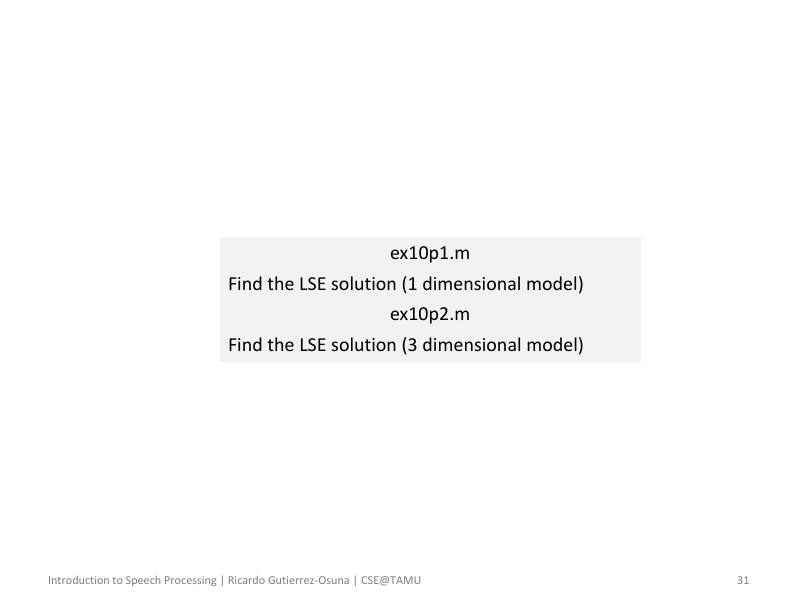 ex10p1.m
Find the LSE solution (1 dimensional model)
ex10p2.m
Find the LSE solution (3 dimensional model)
Introduction to Speech Processing | Ricardo Gutierrez-Osuna | CSE@TAMU 31